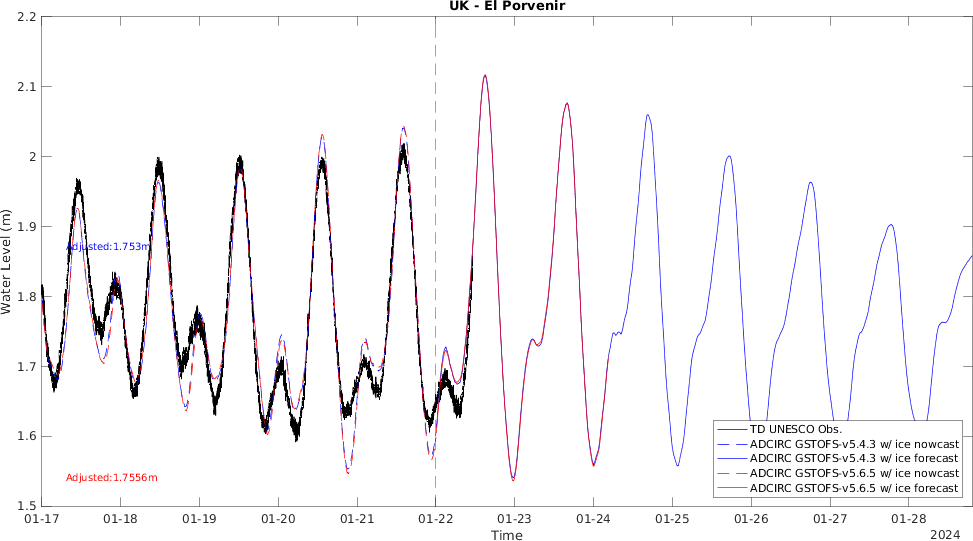 UK - El Porvenir
2.2
2.1
2
1.9
1.8
1.7
1.6
1.5
Water Level (m)
Adjusted:1.753m
Adjusted:1.7556m
TD UNESCO Obs.
ADCIRC GSTOFS-v5.4.3 w/ ice nowcast
ADCIRC GSTOFS-v5.4.3 w/ ice forecast
ADCIRC GSTOFS-v5.6.5 w/ ice nowcast
ADCIRC GSTOFS-v5.6.5 w/ ice forecast
01-17 01-18 01-19 01-20 01-21 01-22 01-23 01-24 01-25 01-26 01-27 01-28
Time
2024